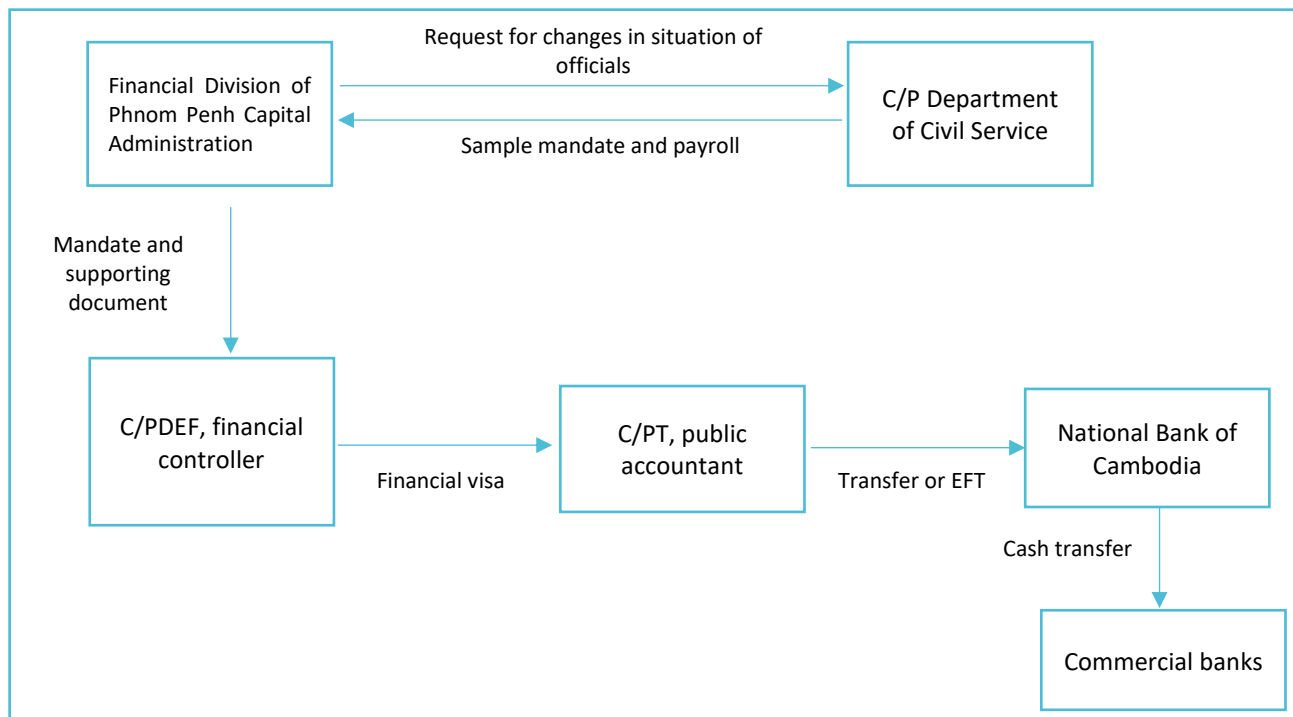 Request for changes in situation of
officials
Financial Division of
Phnom Penh Capital
Administration
C/P Department
of Civil Service
Sample mandate and payroll
Mandate and
supporting
document
C/PDEF, financial
controller
Financial visa
C/PT, public
accountant
Transfer or EFT
National Bank of
Cambodia
Cash transfer
Commercial banks